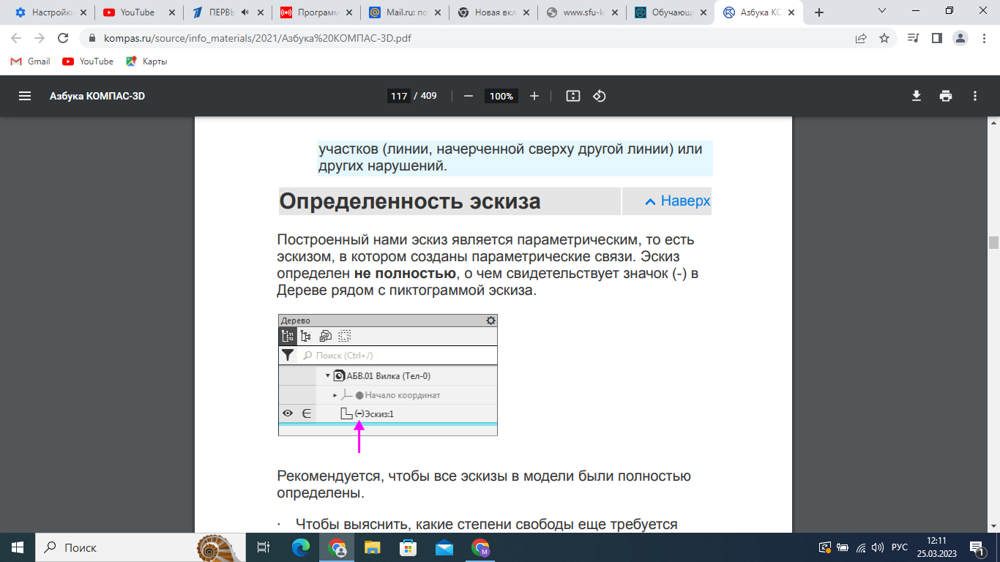 Настройки
YouTube
ПЕРВЫ
Програм
Mail.ru: по
Новая вкл
www.sfu-k
Обучающ
Азбука КО
kompas.ru/source/info_materials/2021/Азбука%20КОМПАС-3D.pdf
Gmail
YouTube
Карты
Азбука КОМПАС-3D
117 / 409
100%
участков (линии, начерченной сверху другой линии) или
других нарушений.
Определенность эскиза
Наверх
Построенный нами эскиз является параметрическим, то есть
эскизом, в котором созданы параметрические связи. Эскиз
определен не полностью, о чем свидетельствует значок (-) в
Дереве рядом с пиктограммой эскиза.
Дерево
Поиск (Ctrl+/)
АБВ.01 Вилка (Тел-0)
Начало координат
(-)Эскиз:1
Рекомендуется, чтобы все эскизы в модели были полностью
определены.
· Чтобы выяснить, какие степени свободы еще требуется
Поиск
РУС
12:11
25.03.2023
1